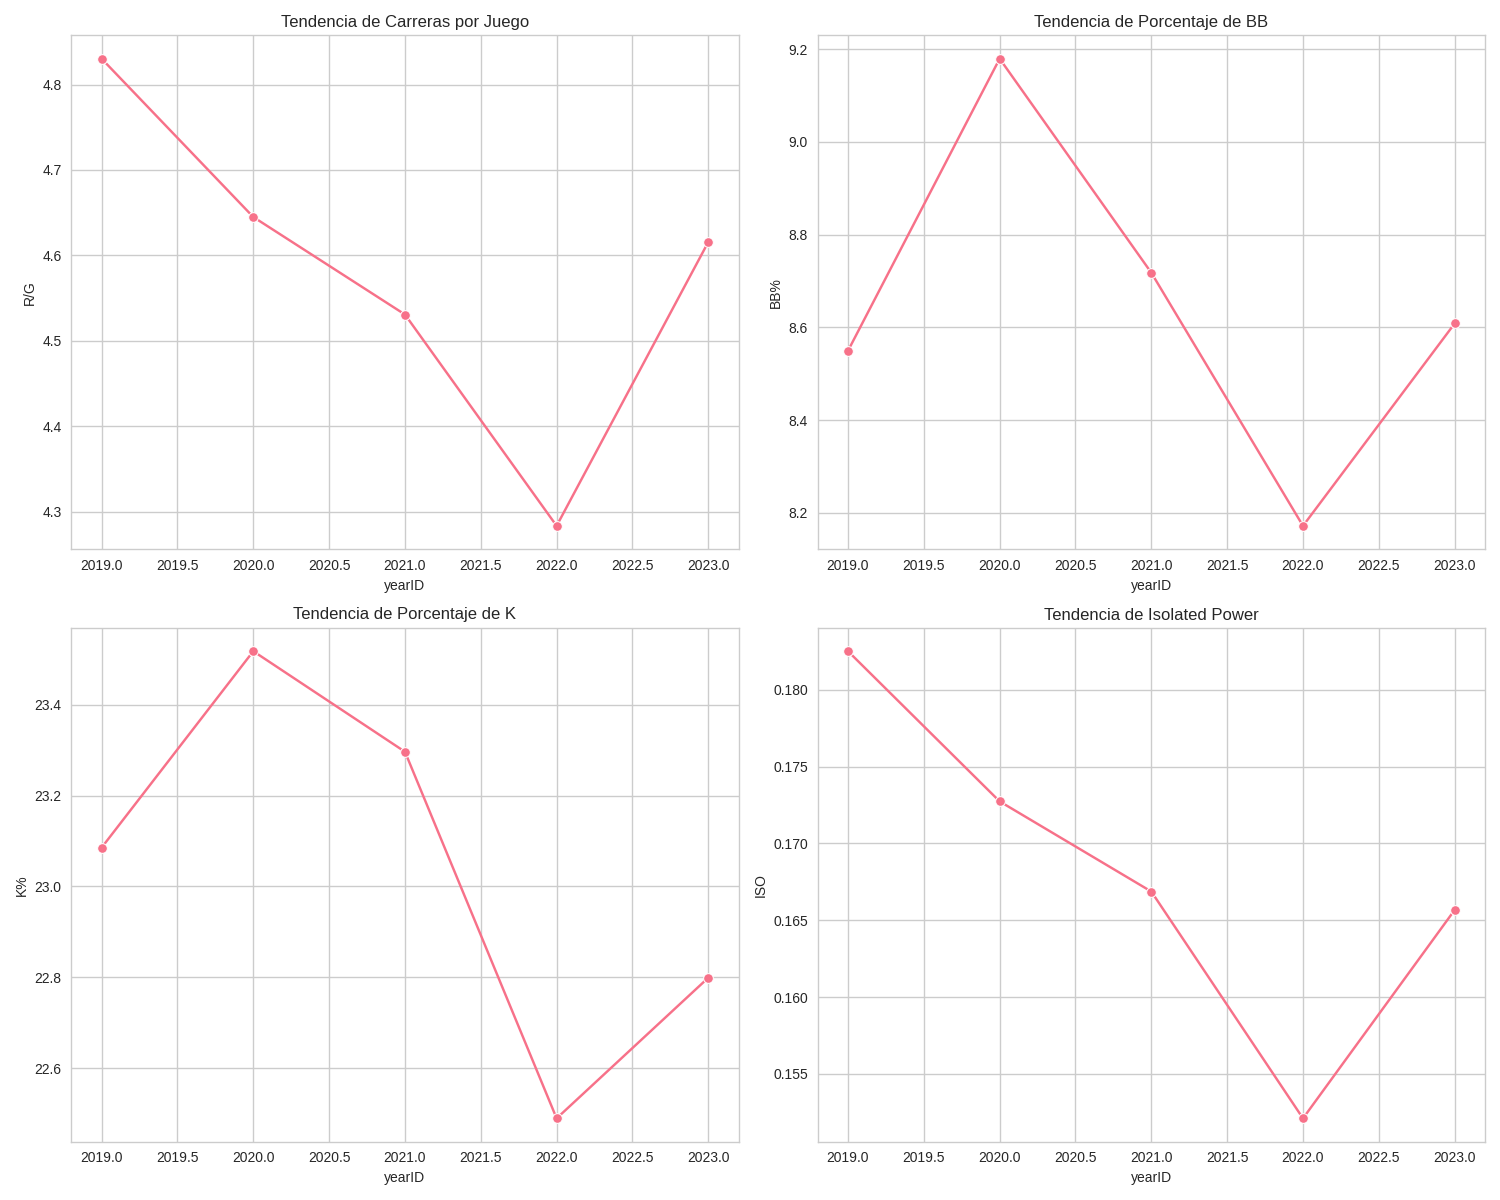 Tendencia de Carreras por Juego
R/G
4.8
4.7
4.6
4.5
4.4
4.3
2019.0 2019.5 2020.0 2020.5 2021.0 2021.5 2022.0 2022.5 2023.0
yearID
Tendencia de Porcentaje de BB
BB%
9.2
9.0
8.8
8.6
8.4
8.2
2019.0 2019.5 2020.0 2020.5 2021.0 2021.5 2022.0 2022.5 2023.0
yearID
Tendencia de Porcentaje de K
K%
23.4
23.2
23.0
22.8
22.6
2019.0 2019.5 2020.0 2020.5 2021.0 2021.5 2022.0 2022.5 2023.0
yearID
Tendencia de Isolated Power
ISO
0.180
0.175
0.170
0.165
0.160
0.155
2019.0 2019.5 2020.0 2020.5 2021.0 2021.5 2022.0 2022.5 2023.0
yearID